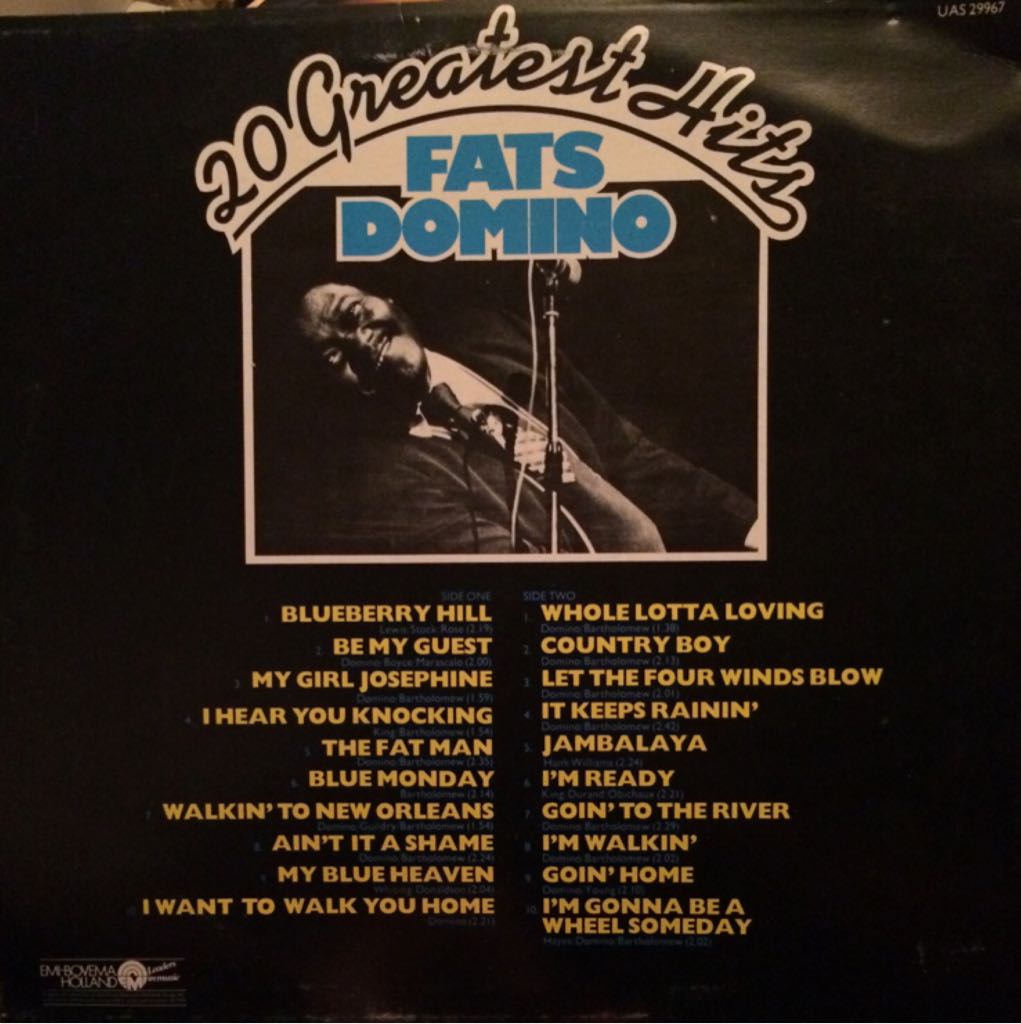 UAS 29967
20 Greatest Hits
FATS
DOMINO
SIDE ONE
1. BLUEBERRY HILL
Lewis/Stock/Rose (2.19)
2. BE MY GUEST
Domino/Boyce/Marascalo (2.00)
3. MY GIRL JOSEPHINE
Domino/Bartholomew (1.59)
4. I HEAR YOU KNOCKING
King/Bartholomew (1.54)
5. THE FAT MAN
Domino/Bartholomew (2.35)
6. BLUE MONDAY
Bartholomew (2.14)
7. WALKIN' TO NEW ORLEANS
Domino/Guidry/Bartholomew (1.54)
8. AIN'T IT A SHAME
Domino/Bartholomew (2.24)
9. MY BLUE HEAVEN
Whiting/Donaldson (2.04)
10. I WANT TO WALK YOU HOME
Domino (2.21)
SIDE TWO
1. WHOLE LOTTA LOVING
Domino/Bartholomew (1.38)
2. COUNTRY BOY
Domino/Bartholomew (2.13)
3. LET THE FOUR WINDS BLOW
Domino/Bartholomew (2.01)
4. IT KEEPS RAININ'
Domino/Bartholomew (2.42)
5. JAMBALAYA
Hank Williams (2.24)
6. I'M READY
King/Durand/Obichaux (2.21)
7. GOIN' TO THE RIVER
Domino/Bartholomew (2.29)
8. I'M WALKIN'
Domino/Bartholomew (2.02)
9. GOIN' HOME
Domino/Young (2.10)
10. I'M GONNA BE A
WHEEL SOMEDAY
Hayes/Domino/Bartholomew (2.02)
EMI-BOVEMA
HOLLAND
Leaders
in music